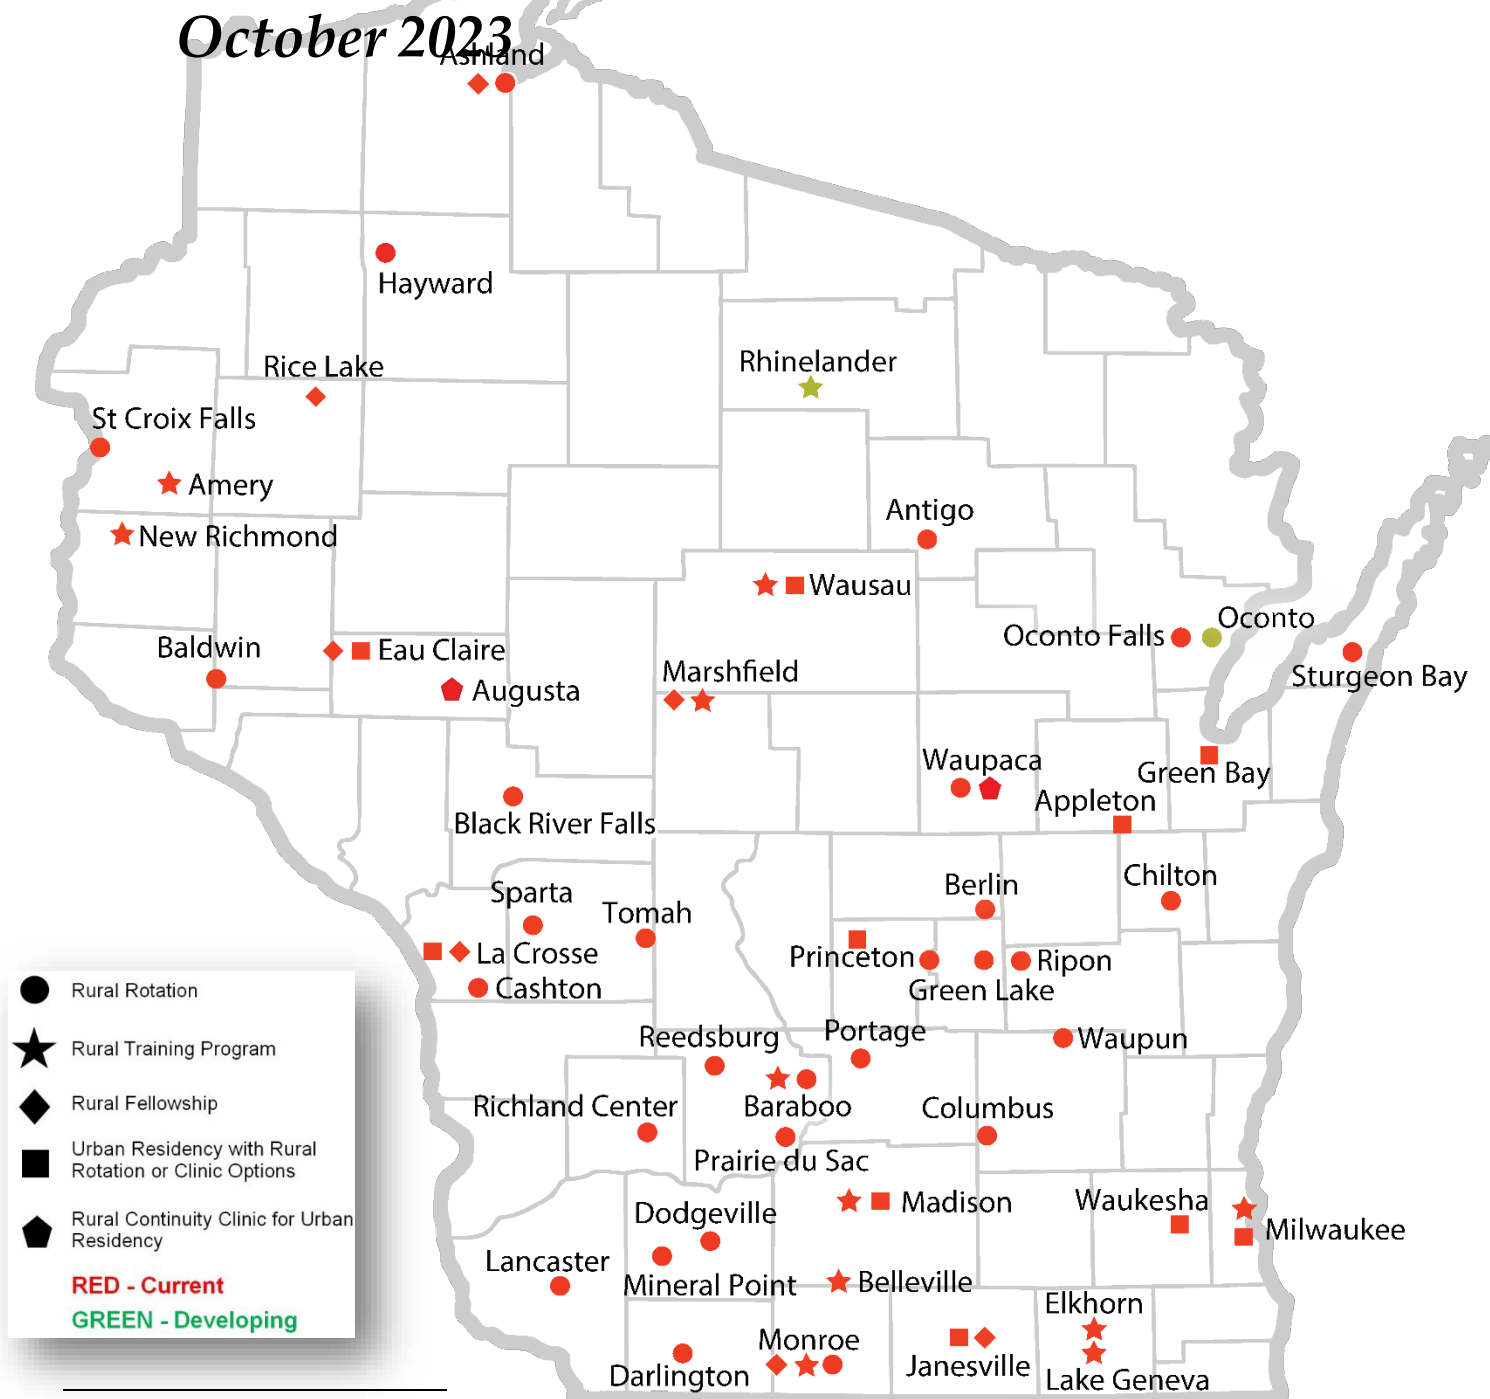 October 2023
Ashland
Hayward
Rice Lake
Rhinelander
St Croix Falls
Amery
Antigo
New Richmond
Wausau
Oconto
Oconto Falls
Baldwin
Eau Claire
Marshfield
Sturgeon Bay
Augusta
Waupaca
Green Bay
Appleton
Black River Falls
Chilton
Berlin
Sparta
Tomah
La Crosse
Princeton
Ripon
Cashton
Green Lake
Reedsburg
Portage
Waupun
Richland Center
Baraboo
Columbus
Prairie du Sac
Madison
Waukesha
Milwaukee
Dodgeville
Lancaster
Mineral Point
Belleville
Elkhorn
Monroe
Janesville
Darlington
Lake Geneva
Rural Rotation
Rural Training Program
Rural Fellowship
Urban Residency with Rural
Rotation or Clinic Options
Rural Continuity Clinic for Urban
Residency
RED - Current
GREEN - Developing